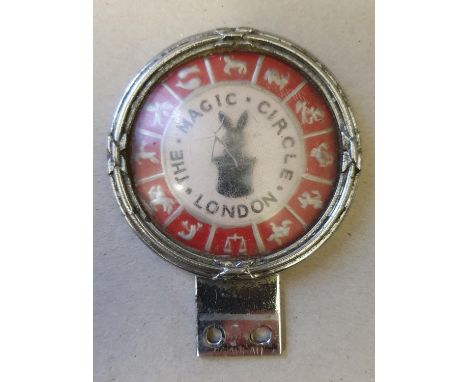 THE · MAGIC · CIRCLE ·
LONDON